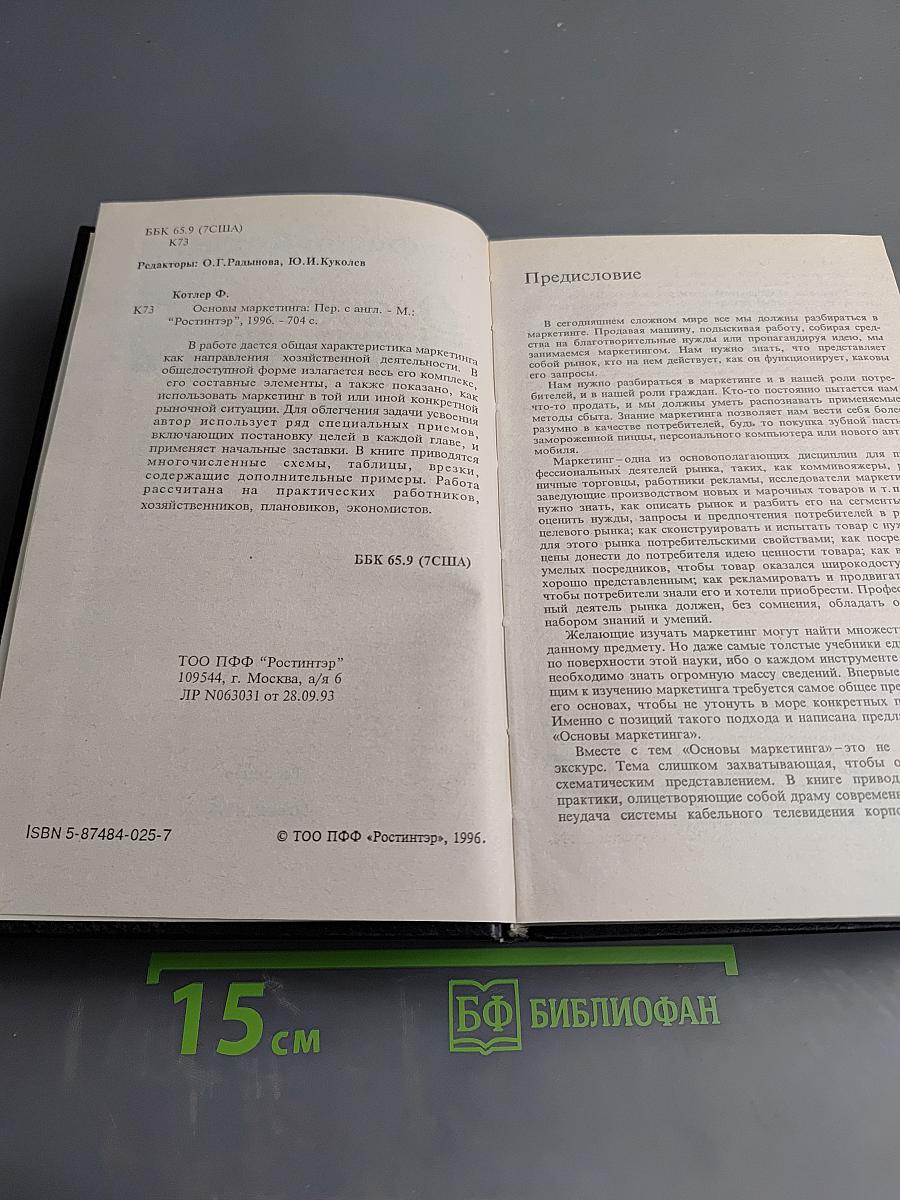 ББК 65.9 (7США)
К73
Редакторы: О.Г.Радынова, Ю.И.Куколев
Котлер Ф.
К73 Основы маркетинга: Пер. с англ. - М.:
“Ростинтэр”, 1996. - 704 с.
В работе дается общая характеристика маркетинга
как направления хозяйственной деятельности. В
общедоступной форме излагается весь его комплекс,
его составные элементы, а также показано, как
использовать маркетинг в той или иной конкретной
рыночной ситуации. Для облегчения задачи усвоения
автор использует ряд специальных приемов,
включающих постановку целей в каждой главе, и
применяет начальные заставки. В книге приводятся
многочисленные схемы, таблицы, врезки,
содержащие дополнительные примеры. Работа
рассчитана на практических работников,
хозяйственников, плановиков, экономистов.
ББК 65.9 (7США)
ТОО ПФФ “Ростинтэр”
109544, г. Москва, а/я 6
ЛР N063031 от 28.09.93
ISBN 5-87484-025-7
© ТОО ПФФ «Ростинтэр», 1996.
Предисловие
В сегодняшнем сложном мире все мы должны разбираться в
маркетинге. Продавая машину, подыскивая работу, собирая сред-
ства на благотворительные нужды или пропагандируя идею, мы
занимаемся маркетингом. Нам нужно знать, что представляет
собой рынок, кто на нем действует, как он функционирует, каковы
его запросы.
Нам нужно разбираться в маркетинге и в нашей роли потре-
бителей, и в нашей роли граждан. Кто-то постоянно пытается нам
что-то продать, и мы должны уметь распознавать применяемые
методы сбыта. Знание маркетинга позволяет нам вести себя более
разумно в качестве потребителей, будь то покупка зубной пасты
замороженной пиццы, персонального компьютера или нового авто
мобиля.
Маркетинг–одна из основополагающих дисциплин для п
фессиональных деятелей рынка, таких, как коммивояжеры, р
ничные торговцы, работники рекламы, исследователи маркети
заведующие производством новых и марочных товаров и т.п.
нужно знать, как описать рынок и разбить его на сегменты
оценить нужды, запросы и предпочтения потребителей в р
целевого рынка; как сконструировать и испытать товар с нуж
для этого рынка потребительскими свойствами; как посре
цены донести до потребителя идею ценности товара; как в
умелых посредников, чтобы товар оказался широкодосту
хорошо представленным; как рекламировать и продвигат
чтобы потребители знали его и хотели приобрести. Профес
ный деятель рынка должен, без сомнения, обладать о
набором знаний и умений.
Желающие изучать маркетинг могут найти множест
данному предмету. Но даже самые толстые учебники ед
по поверхности этой науки, ибо о каждом инструменте
необходимо знать огромную массу сведений. Впервые
щим к изучению маркетинга требуется самое общее пре
его основах, чтобы не утонуть в море конкретных п
Именно с позиций такого подхода и написана предл
«Основы маркетинга».
Вместе с тем «Основы маркетинга»–это не
экскурс. Тема слишком захватывающая, чтобы о
схематическим представлением. В книге привод
практики, олицетворяющие собой драму современн
неудача системы кабельного телевидения корпо
15 см
БФ БИБЛИОФАН